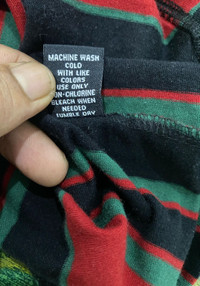 MACHINE WASH
COLD
WITH LIKE
COLORS
USE ONLY
NON-CHLORINE
BLEACH WHEN
NEEDED
TUMBLE DRY